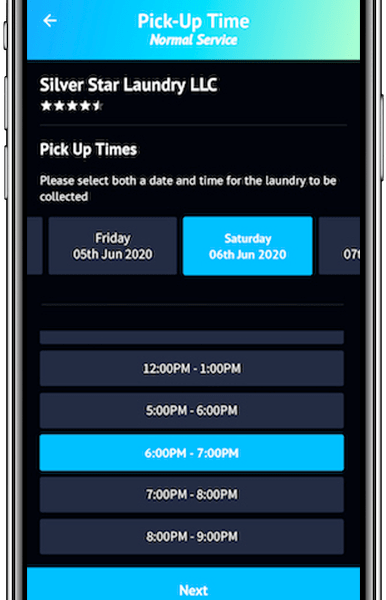 Pick-Up Time
Normal Service
Silver Star Laundry LLC
Pick Up Times
Please select both a date and time for the laundry to be
collected
Friday
05th Jun 2020
Saturday
06th Jun 2020
12:00PM - 1:00PM
5:00PM - 6:00PM
6:00PM - 7:00PM
7:00PM - 8:00PM
8:00PM - 9:00PM
Next